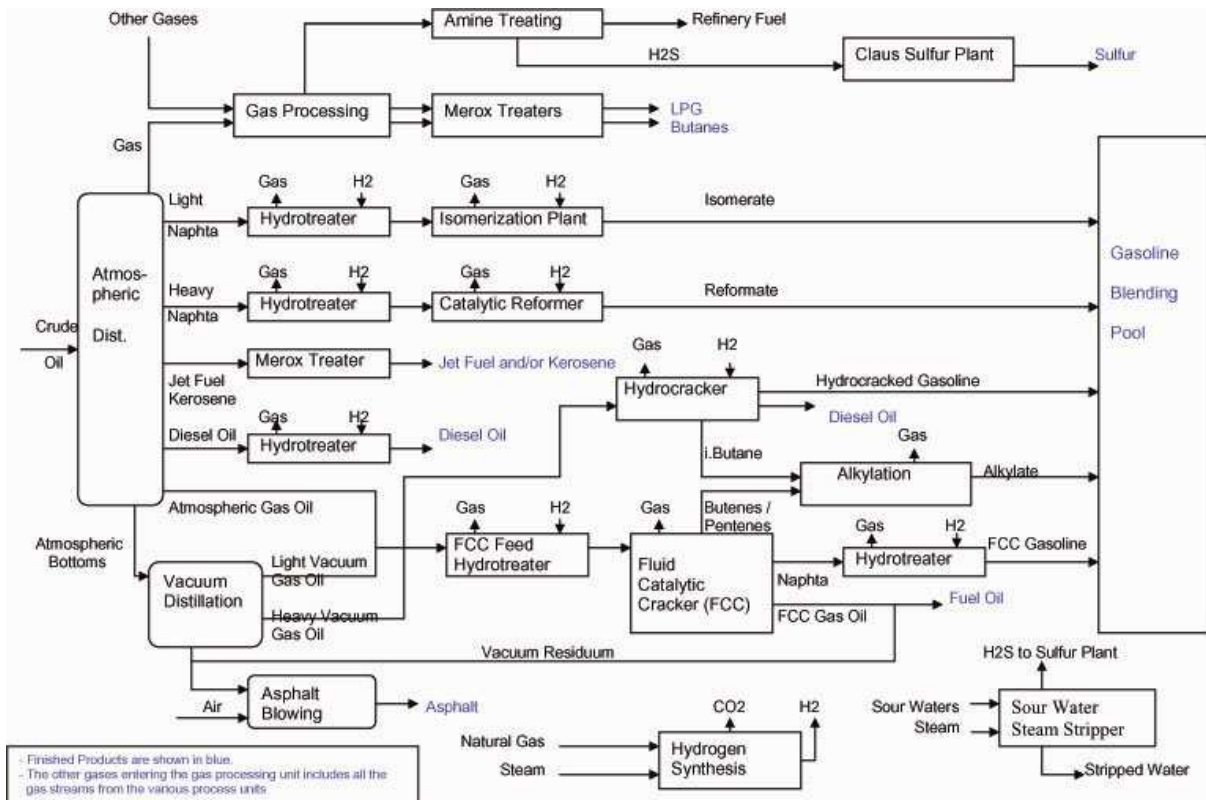 Other Gases
Amine Treating
Refinery Fuel
H2S
Claus Sulfur Plant
Sulfur
Gas Processing
Merox Treaters
LPG
Butanes
Gas
Light
Naphta
Gas
H2
Hydrotreater
Gas
H2
Isomerization Plant
Isomerate
Atmos-
pheric
Dist.
Crude
Oil
Heavy
Naphta
Gas
H2
Hydrotreater
Gas
H2
Catalytic Reformer
Reformate
Gasoline
Blending
Pool
Merox Treater
Jet Fuel and/or Kerosene
Jet Fuel
Kerosene
Gas
H2
Hydrocracker
Hydrocracked Gasoline
Diesel Oil
Diesel Oil
Gas
H2
Hydrotreater
Diesel Oil
i.Butane
Gas
Alkylation
Alkylate
Atmospheric Gas Oil
Butenes /
Pentenes
Atmospheric
Bottoms
Gas
H2
FCC Feed
Hydrotreater
Gas
Fluid
Catalytic
Cracker (FCC)
Gas
H2
Hydrotreater
FCC Gasoline
Naphta
Light Vacuum
Gas Oil
Vacuum
Distillation
Heavy Vacuum
Gas Oil
FCC Gas Oil
Fuel Oil
Vacuum Residuum
Air
Asphalt
Blowing
Asphalt
H2S to Sulfur Plant
Sour Waters
Steam
Sour Water
Steam Stripper
Stripped Water
CO2
H2
Natural Gas
Steam
Hydrogen
Synthesis
- Finished Products are shown in blue.
- The other gases entering the gas processing unit includes all the
gas streams from the various process units